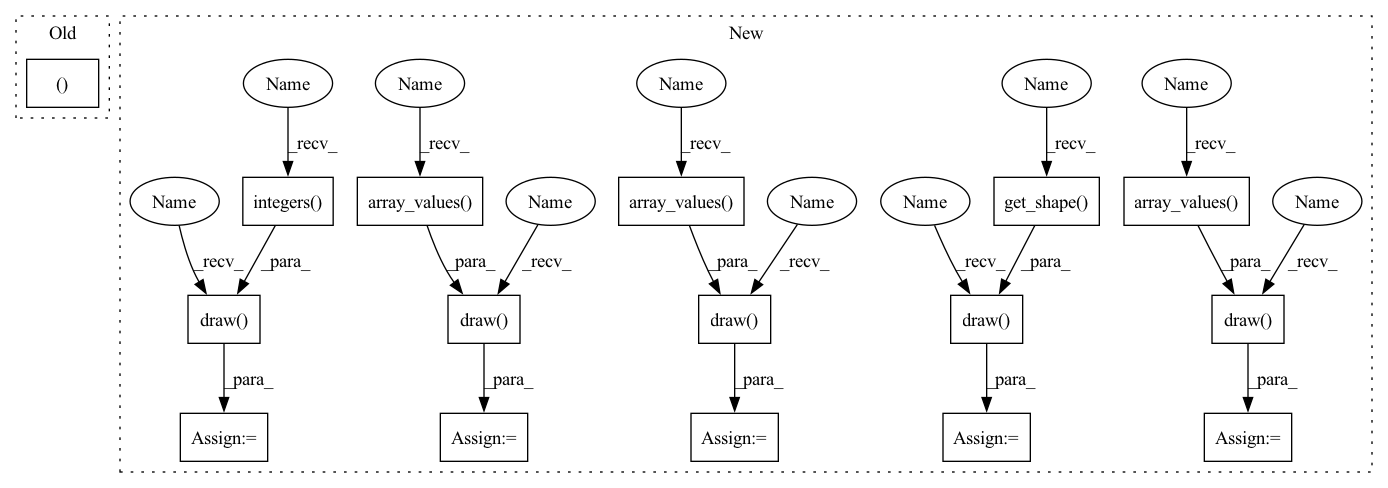 Old
New
()
Name
Name
Name
Name
Name
_recv_
_recv_
_recv_
_recv_
_recv_
Name
integers()
array_values()
Name
array_values()
Name
Name
get_shape()
array_values()
Name
_recv_
_para_
_para_
_recv_
_para_
_recv_
_recv_
_para_
_para_
_recv_
draw()
draw()
draw()
draw()
draw()
_para_
_para_
_para_
_para_
_para_
Assign:=
Assign:=
Assign:=
Assign:=
Assign:=